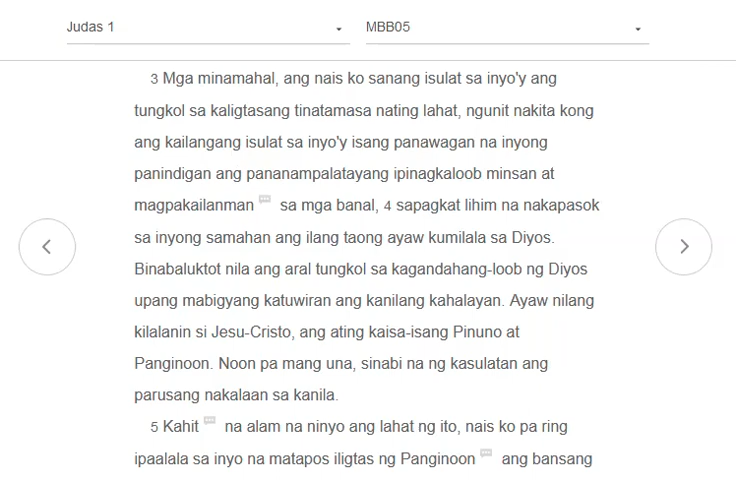 Judas 1
MBB05
3 Mga minamahal, ang nais ko sanang isulat sa inyo'y ang
tungkol sa kaligtasang tinatamasa nating lahat, ngunit nakita kong
ang kailangang isulat sa inyo'y isang panawagan na inyong
panindigan ang pananampalatayang ipinagkaloob minsan at
magpakailanman sa mga banal, 4 sapagkat lihim na nakapasok
sa inyong samahan ang ilang taong ayaw kumilala sa Diyos.
Binabaluktot nila ang aral tungkol sa kagandahang-loob ng Diyos
upang mabigyang katuwiran ang kanilang kahalayan. Ayaw nilang
kilalanin si Jesu-Cristo, ang ating kaisa-isang Pinuno at
Panginoon. Noon pa mang una, sinabi na ng kasulatan ang
parusang nakalaan sa kanila.
5 Kahit na alam na ninyo ang lahat ng ito, nais ko pa ring
ipaalala sa inyo na matapos iligtas ng Panginoon ang bansang